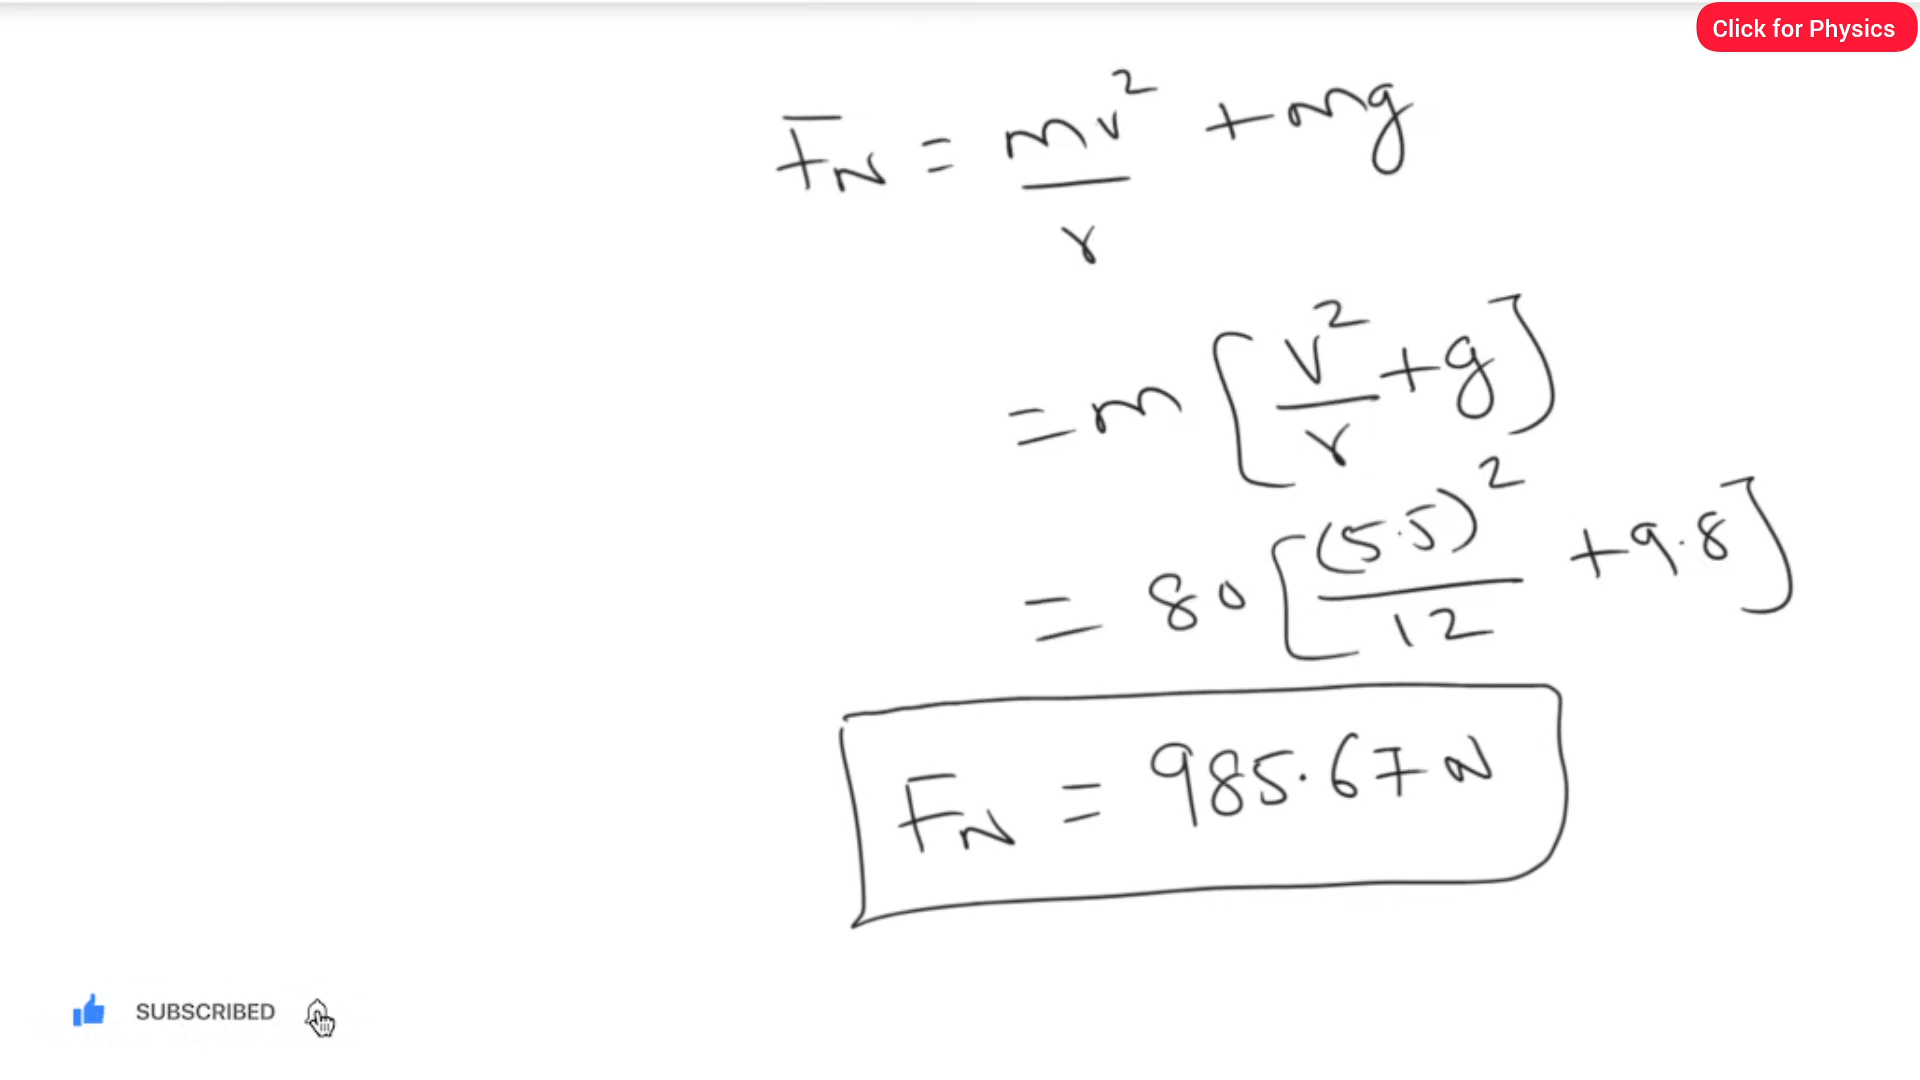 Click for Physics
F_N = mv²/r + mg
= m [v²/r + g]
= 80 [(5.5)²/12 + 9.8]
F_N = 985.67 N
SUBSCRIBED